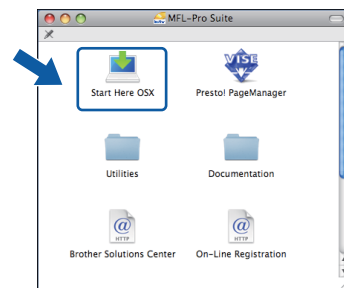 MFL-Pro Suite
Start Here OSX
Presto! PageManager
Utilities
Documentation
Brother Solutions Center
On-Line Registration
VISE
@
HTTP
@
HTTP